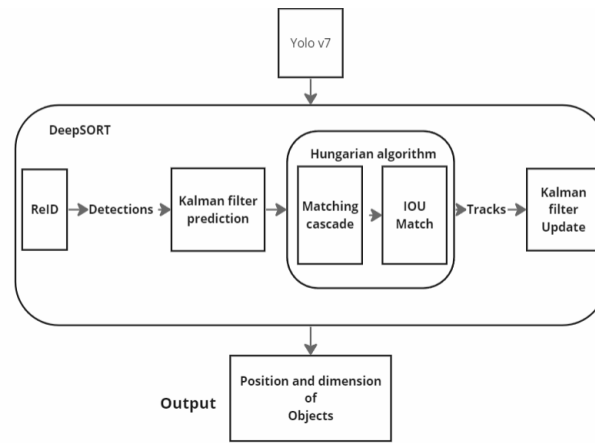 Yolo v7
DeepSORT
Hungarian algorithm
ReID
Detections
Kalman filter
prediction
Matching
cascade
IOU
Match
Tracks
Kalman
filter
Update
Output
Position and dimension
of
Objects